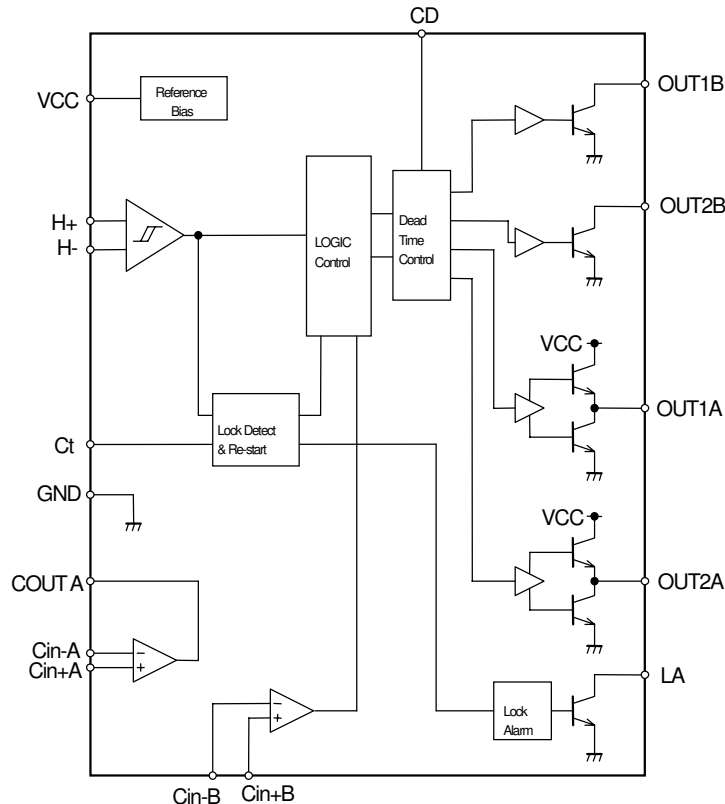 CD
VCC
Reference
Bias
OUT1B
H+
H-
LOGIC
Control
Dead
Time
Control
OUT2B
VCC
OUT1A
Ct
Lock Detect
& Re-start
GND
VCC
COUT A
OUT2A
Cin-A
Cin+A
−
+
−
+
Lock
Alarm
LA
Cin-B
Cin+B